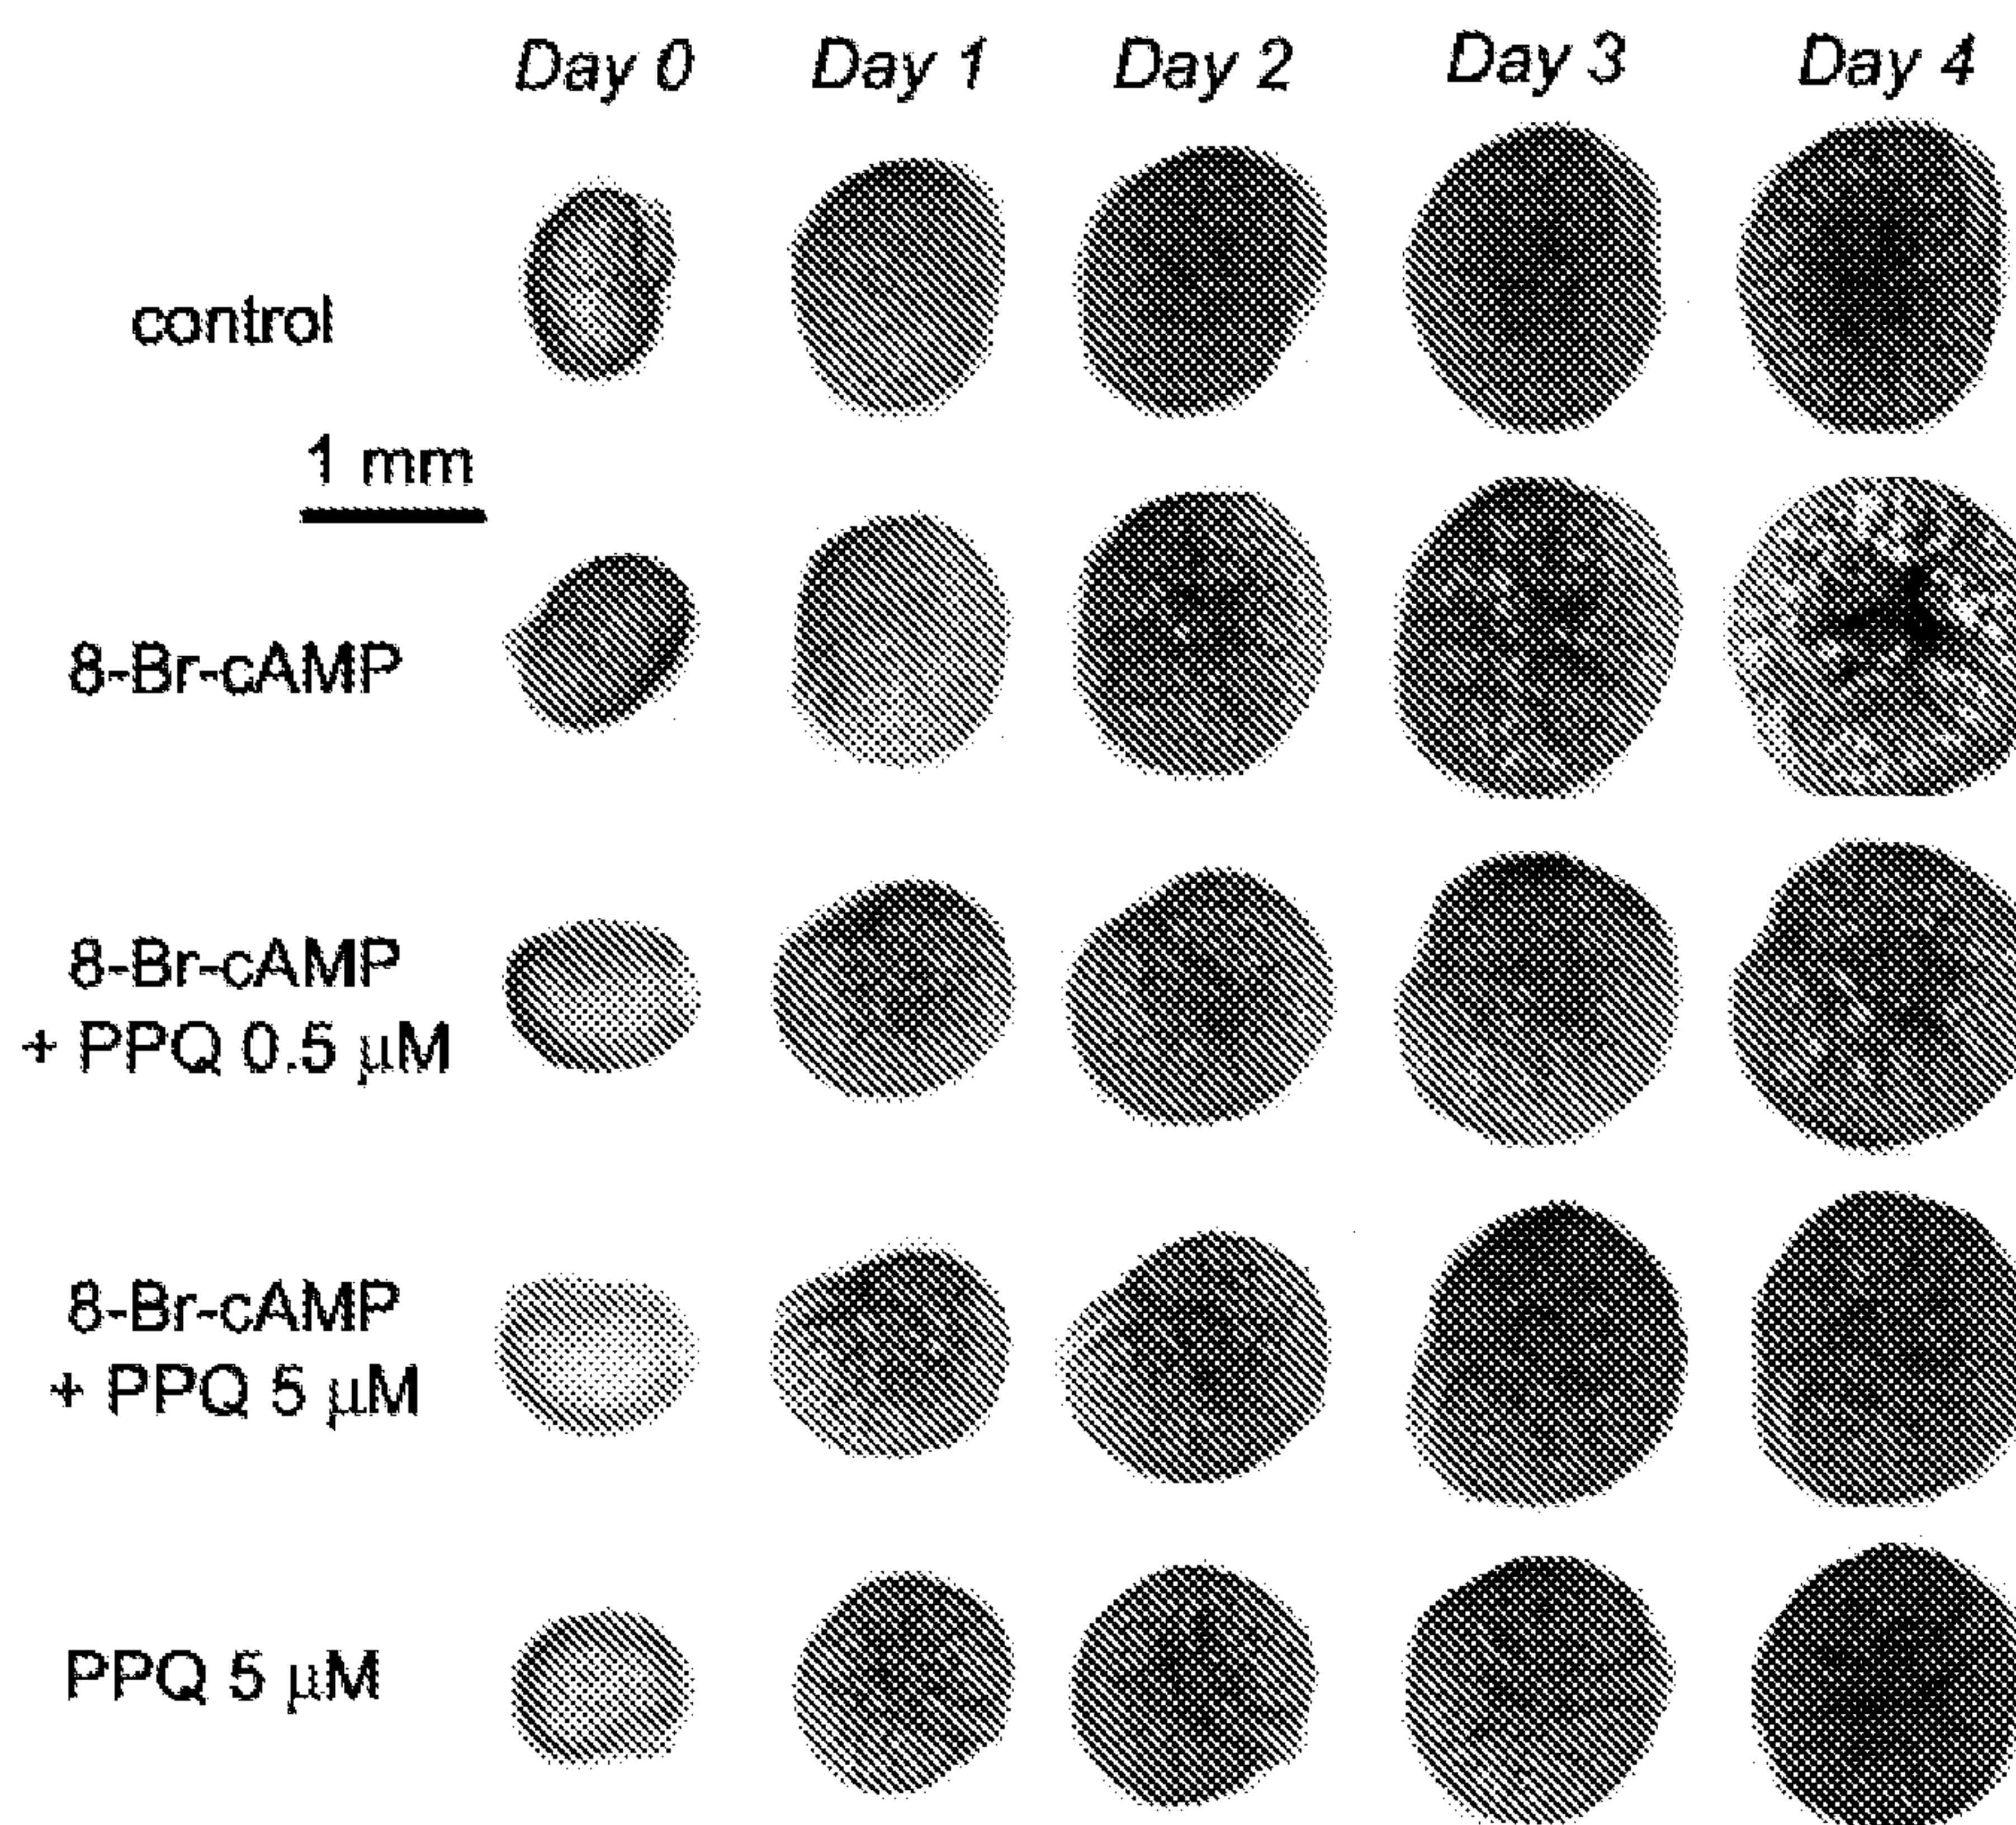 Day 0 Day 1 Day 2 Day 3 Day 4
control
1 mm
8-Br-cAMP
8-Br-cAMP
+ PPQ 0.5 μM
8-Br-cAMP
+ PPQ 5 μM
PPQ 5 μM